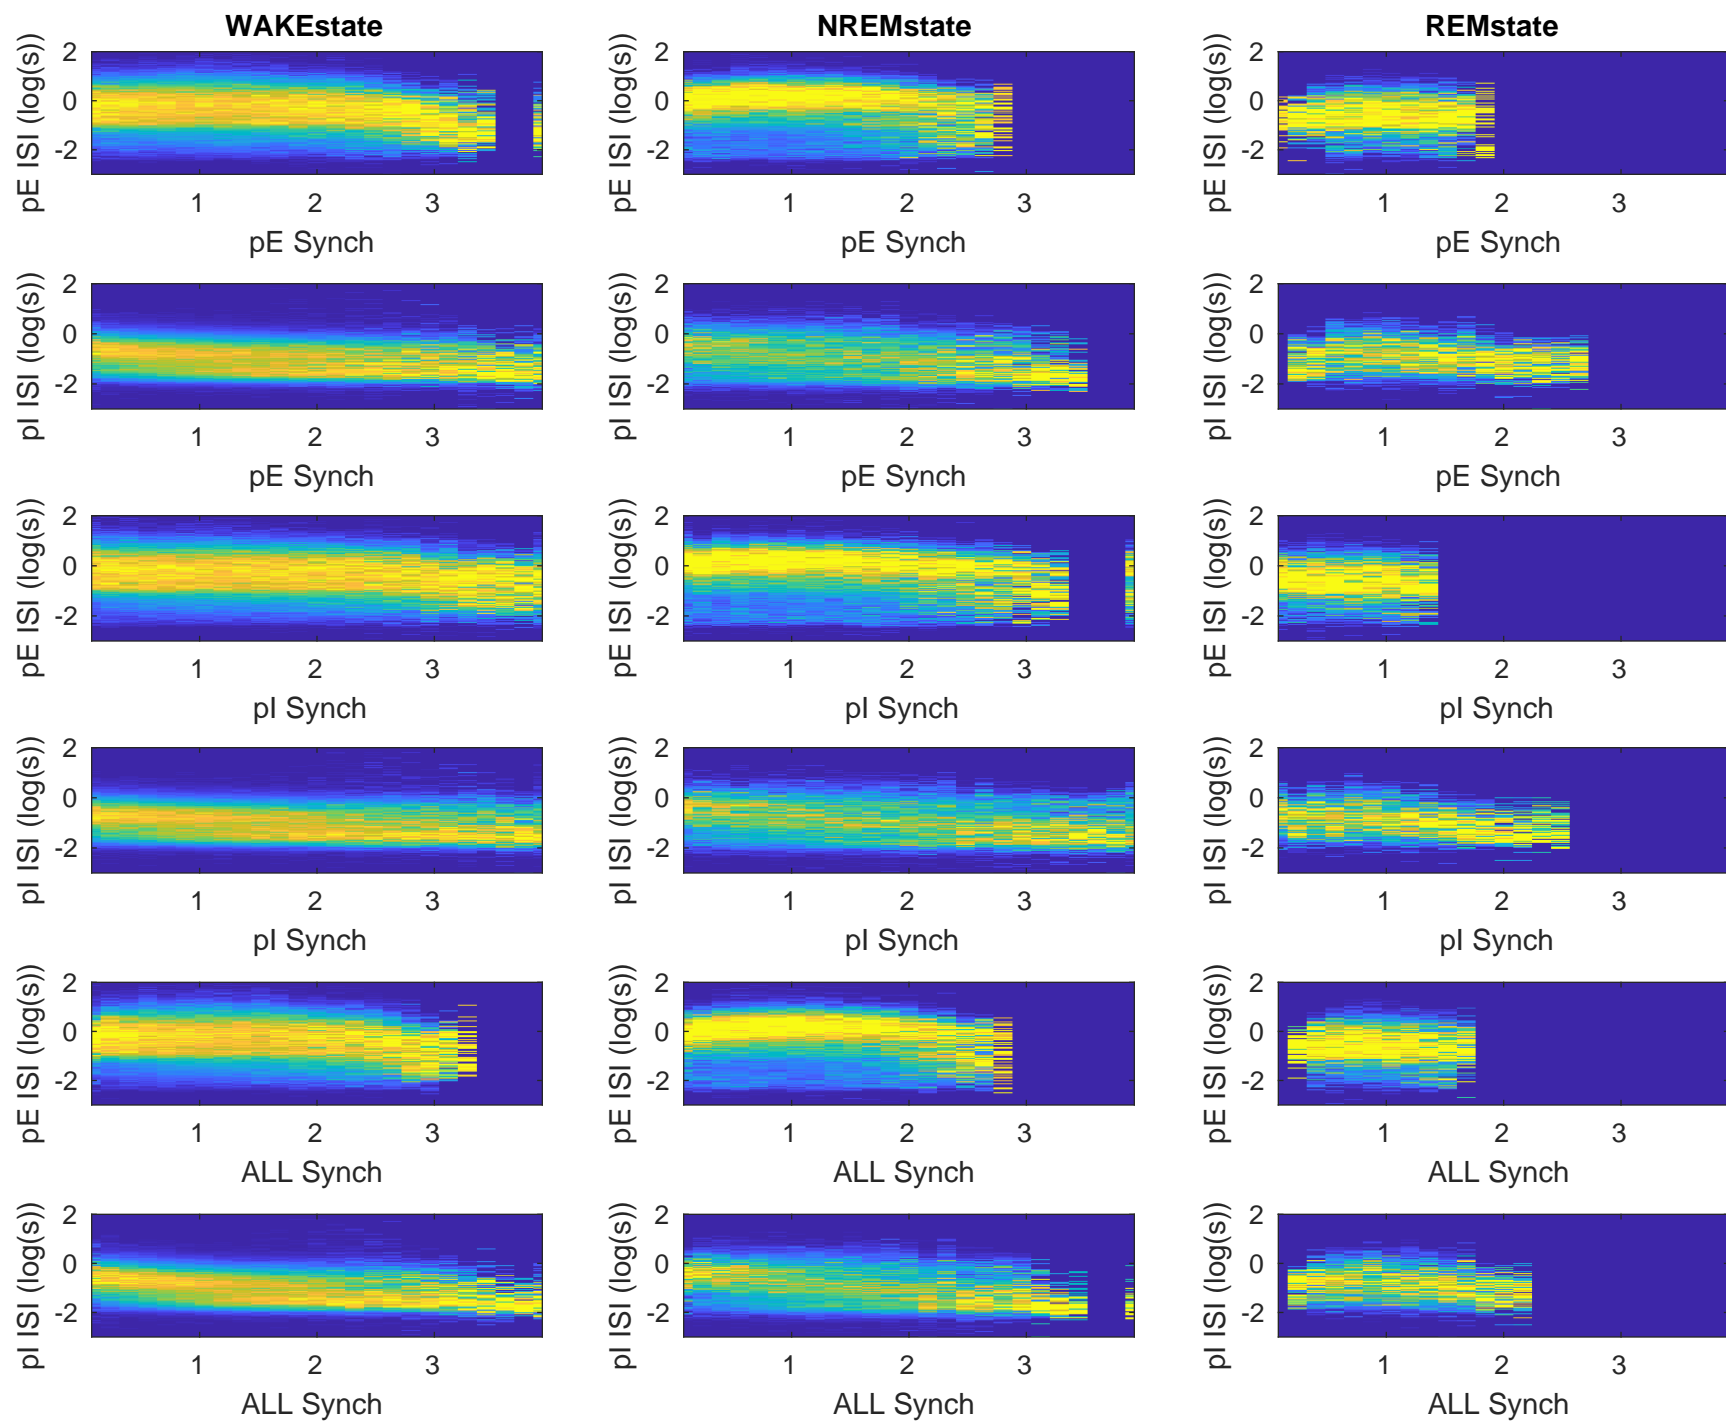 WAKEstate NREMstate REMstate
pE ISI (log(s)) 2 0 -2 pE ISI (log(s)) 2 0 -2 pE ISI (log(s)) 2 0 -2
1 2 3 1 2 3 1 2 3
pE Synch pE Synch pE Synch
pI ISI (log(s)) 2 0 -2 pI ISI (log(s)) 2 0 -2 pI ISI (log(s)) 2 0 -2
1 2 3 1 2 3 1 2 3
pE Synch pE Synch pE Synch
pE ISI (log(s)) 2 0 -2 pE ISI (log(s)) 2 0 -2 pE ISI (log(s)) 2 0 -2
1 2 3 1 2 3 1 2 3
pI Synch pI Synch pI Synch
pI ISI (log(s)) 2 0 -2 pI ISI (log(s)) 2 0 -2 pI ISI (log(s)) 2 0 -2
1 2 3 1 2 3 1 2 3
pI Synch pI Synch pI Synch
pE ISI (log(s)) 2 0 -2 pE ISI (log(s)) 2 0 -2 pE ISI (log(s)) 2 0 -2
1 2 3 1 2 3 1 2 3
ALL Synch ALL Synch ALL Synch
pI ISI (log(s)) 2 0 -2 pI ISI (log(s)) 2 0 -2 pI ISI (log(s)) 2 0 -2
1 2 3 1 2 3 1 2 3
ALL Synch ALL Synch ALL Synch